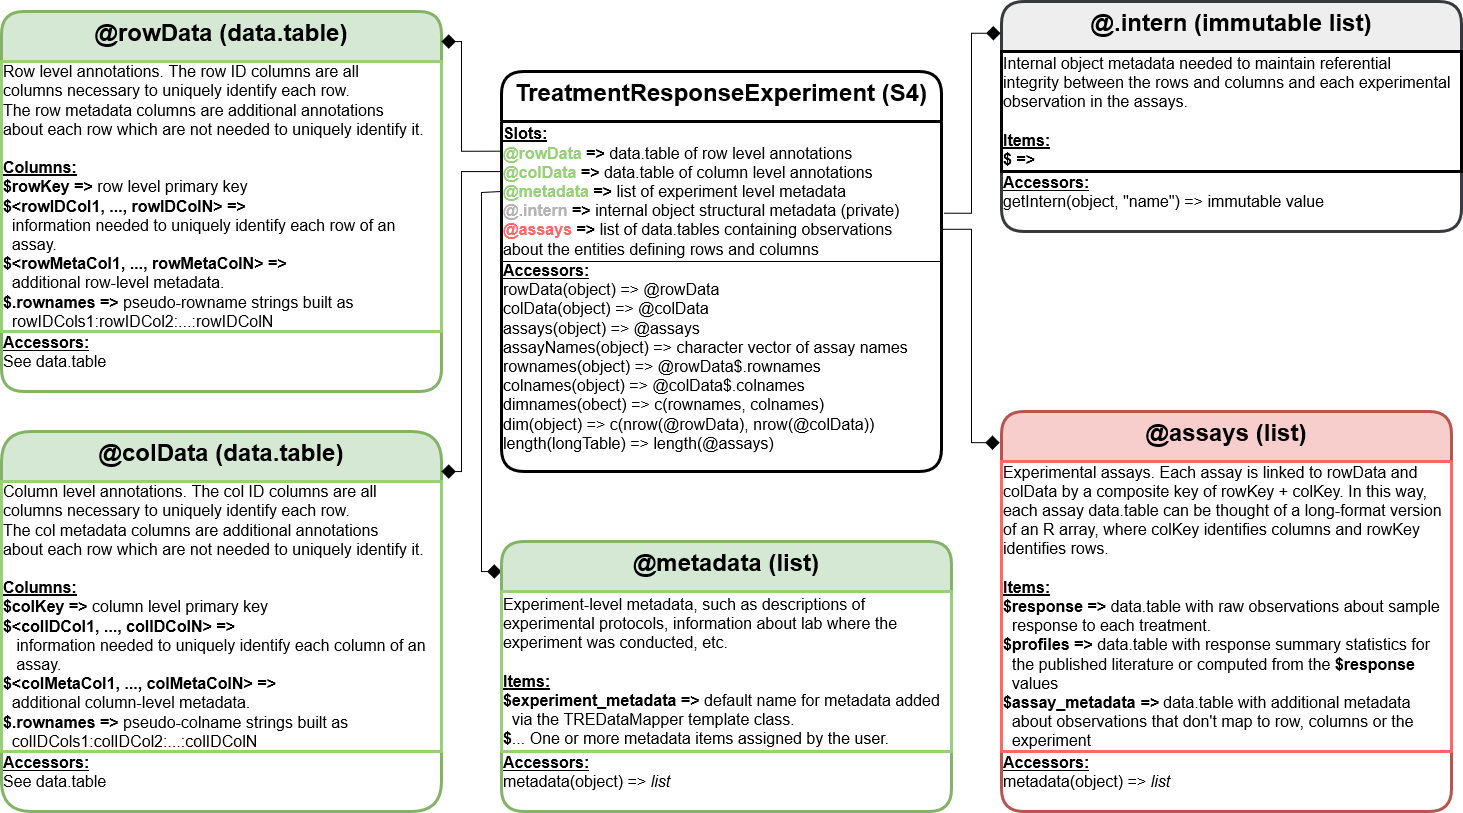 @rowData (data.table)
Row level annotations. The row ID columns are all
columns necessary to uniquely identify each row.
The row metadata columns are additional annotations
about each row which are not needed to uniquely identify it.
Columns:
$rowKey => row level primary key
$<rowIDCol1, ..., rowIDColN> =>
information needed to uniquely identify each row of an
assay.
$<rowMetaCol1, ..., rowMetaColN> =>
additional row-level metadata.
$.rownames => pseudo-rowname strings built as
rowIDCols1:rowIDCol2:...:rowIDColN
Accessors:
See data.table
@colData (data.table)
Column level annotations. The col ID columns are all
columns necessary to uniquely identify each row.
The col metadata columns are additional annotations
about each row which are not needed to uniquely identify it.
Columns:
$colKey => column level primary key
$<colIDCol1, ..., colIDColN> =>
information needed to uniquely identify each column of an
assay.
$<colMetaCol1, ..., colMetaColN> =>
additional column-level metadata.
$.rownames => pseudo-colname strings built as
colIDCols1:colIDCol2:...:colIDColN
Accessors:
See data.table
TreatmentResponseExperiment (S4)
Slots:
@rowData => data.table of row level annotations
@colData => data.table of column level annotations
@metadata => list of experiment level metadata
@.intern => internal object structural metadata (private)
@assays => list of data.tables containing observations
about the entities defining rows and columns
Accessors:
rowData(object) => @rowData
colData(object) => @colData
assays(object) => @assays
assayNames(object) => character vector of assay names
rownames(object) => @rowData$.rownames
colnames(object) => @colData$.colnames
dimnames(obect) => c(rownames, colnames)
dim(object) => c(nrow(@rowData), nrow(@colData))
length(longTable) => length(@assays)
@metadata (list)
Experiment-level metadata, such as descriptions of
experimental protocols, information about lab where the
experiment was conducted, etc.
Items:
$experiment_metadata => default name for metadata added
via the TREDataMapper template class.
$... One or more metadata items assigned by the user.
Accessors:
metadata(object) => list
@.intern (immutable list)
Internal object metadata needed to maintain referential
integrity between the rows and columns and each experimental
observation in the assays.
Items:
$ =>
Accessors:
getIntern(object, "name") => immutable value
@assays (list)
Experimental assays. Each assay is linked to rowData and
colData by a composite key of rowKey + colKey. In this way,
each assay data.table can be thought of a long-format version
of an R array, where colKey identifies columns and rowKey
identifies rows.
Items:
$response => data.table with raw observations about sample
response to each treatment.
$profiles => data.table with response summary statistics for
the published literature or computed from the $response
values
$assay_metadata => data.table with additional metadata
about observations that don't map to row, columns or the
experiment
Accessors:
metadata(object) => list